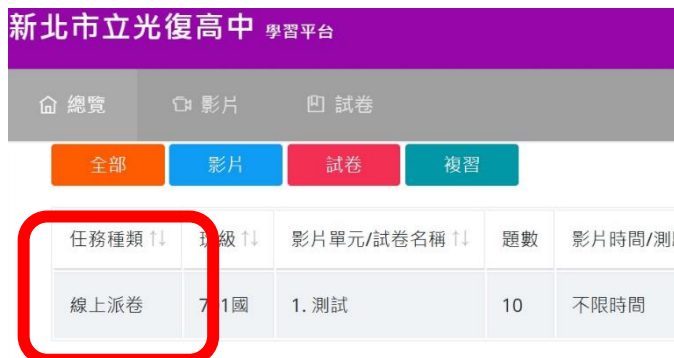 新北市立光復高中 學習平台
總覽 影片 試卷
全部 影片 試卷 複習
任務種類 級 影片單元/試卷名稱 題數 影片時間/測
線上派卷 7 1國 1. 測試 10 不限時間